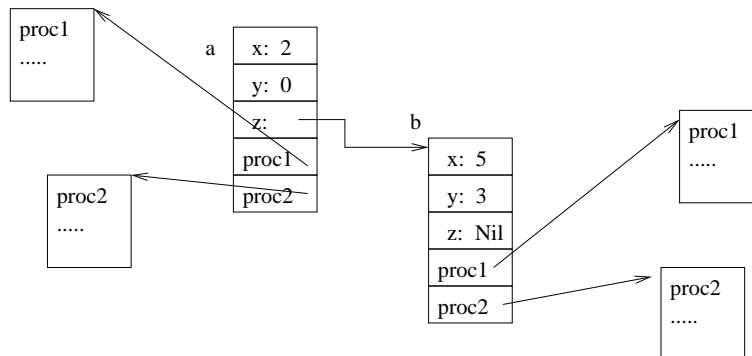 proc1
.....
a
x: 2
y: 0
z:
proc1
proc2
proc2
.....
b
x: 5
y: 3
z: Nil
proc1
proc2
proc1
.....
proc2
.....